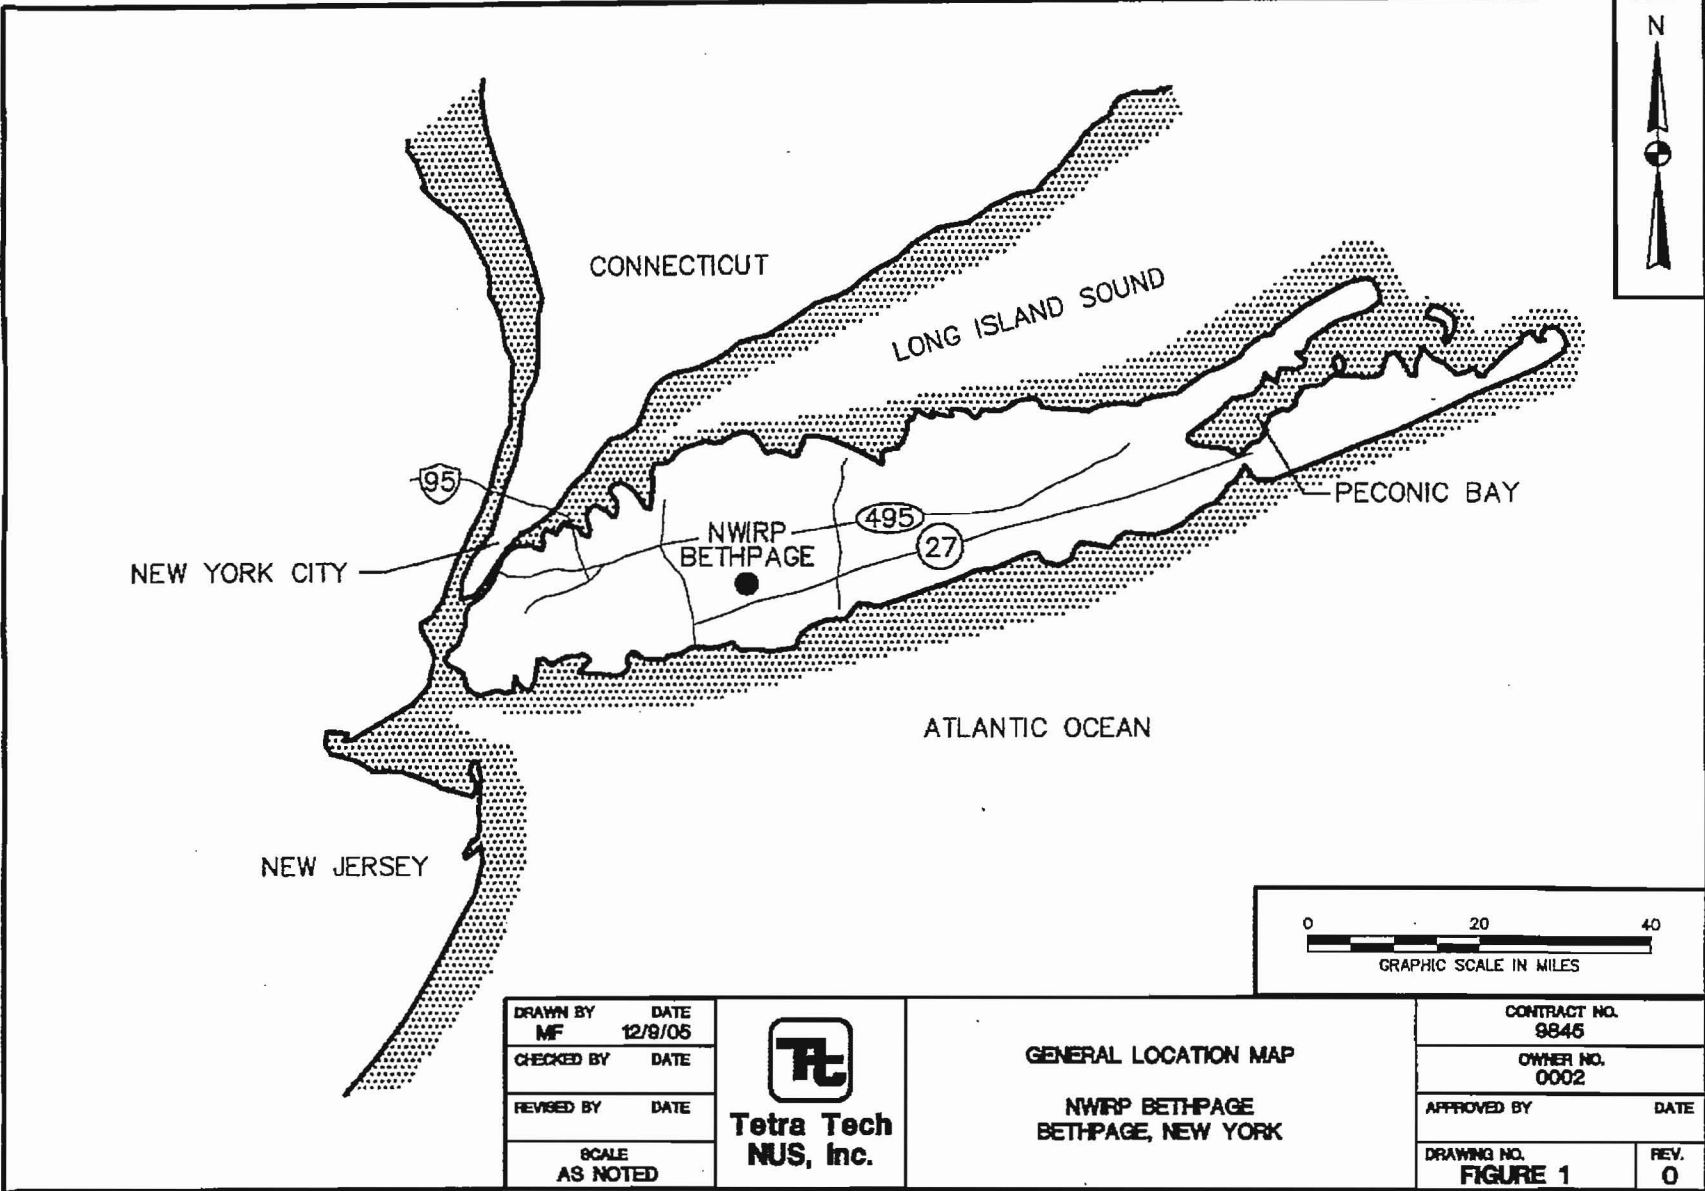 N
CONNECTICUT
LONG ISLAND SOUND
95
PECONIC BAY
495
NWIRP
BETHPAGE
27
NEW YORK CITY
ATLANTIC OCEAN
NEW JERSEY
0 20 40
GRAPHIC SCALE IN MILES
DRAWN BY DATE
MF 12/9/05
CHECKED BY DATE
REVISED BY DATE
SCALE
AS NOTED
Tt
Tetra Tech
NUS, Inc.
GENERAL LOCATION MAP
NWIRP BETHPAGE
BETHPAGE, NEW YORK
CONTRACT NO.
9845
OWNER NO.
0002
APPROVED BY DATE
DRAWING NO.
FIGURE 1
REV.
0